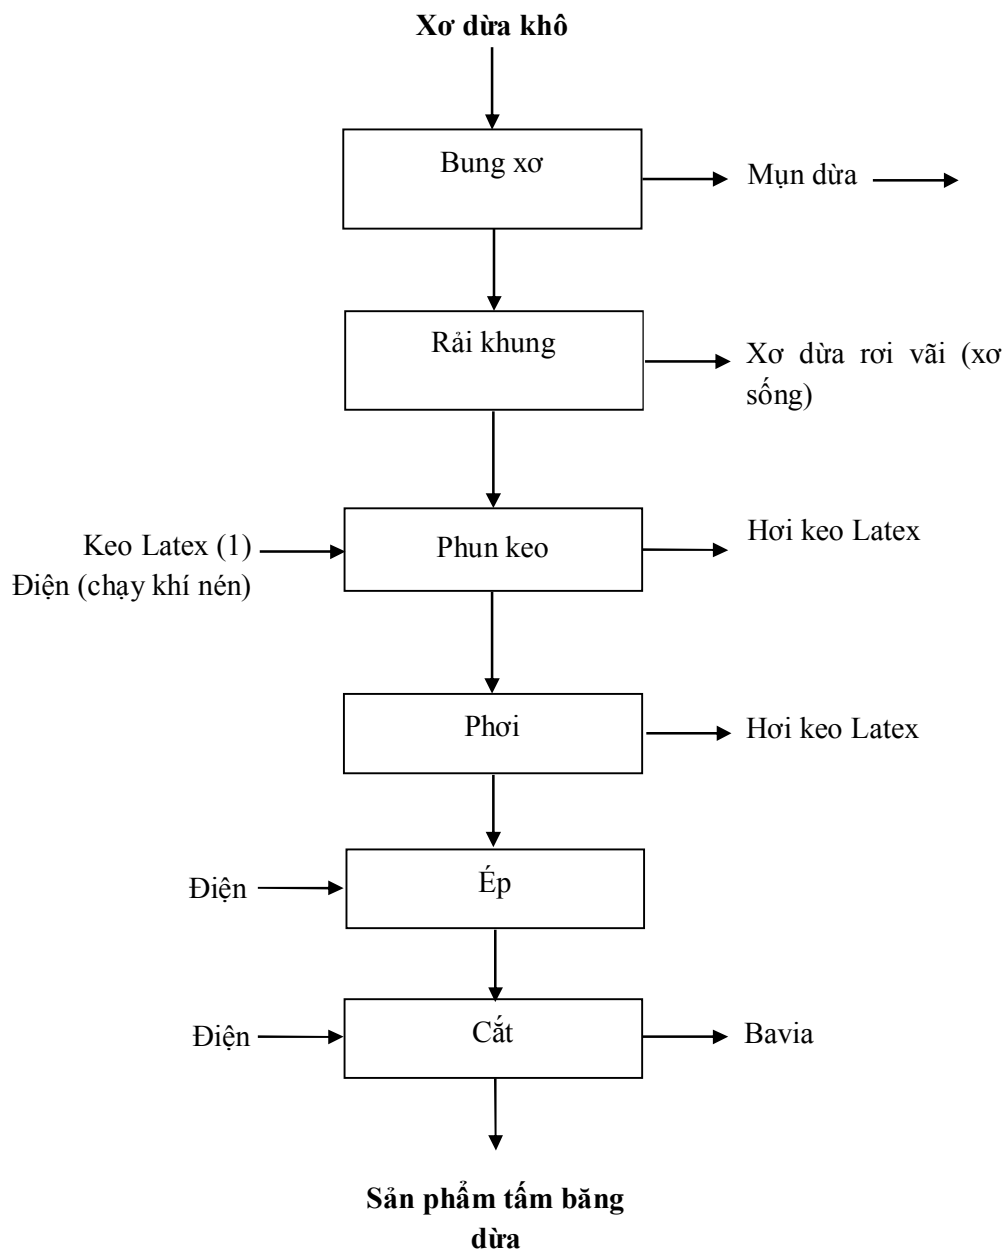 Xơ dừa khô
Bung xơ
Mụn dừa
Rải khung
Xơ dừa rơi vãi (xơ
sống)
Keo Latex (1)
Điện (chạy khí nén)
Phun keo
Hơi keo Latex
Phơi
Hơi keo Latex
Điện
Ép
Điện
Cắt
Bavia
Sản phẩm tấm băng
dừa